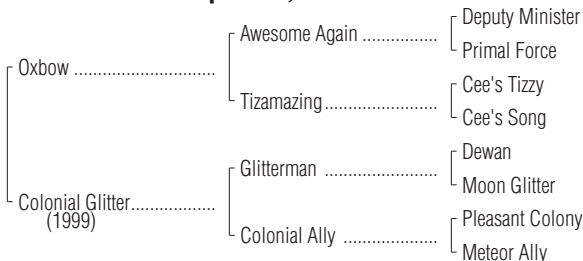 Deputy Minister
Awesome Again ................
Primal Force
Oxbow .............................
Cee's Tizzy
Tizamazing.......................
Cee's Song
Dewan
Glitterman ......................
Moon Glitter
Colonial Glitter.................
(1999)
Pleasant Colony
Colonial Ally ...................
Meteor Ally